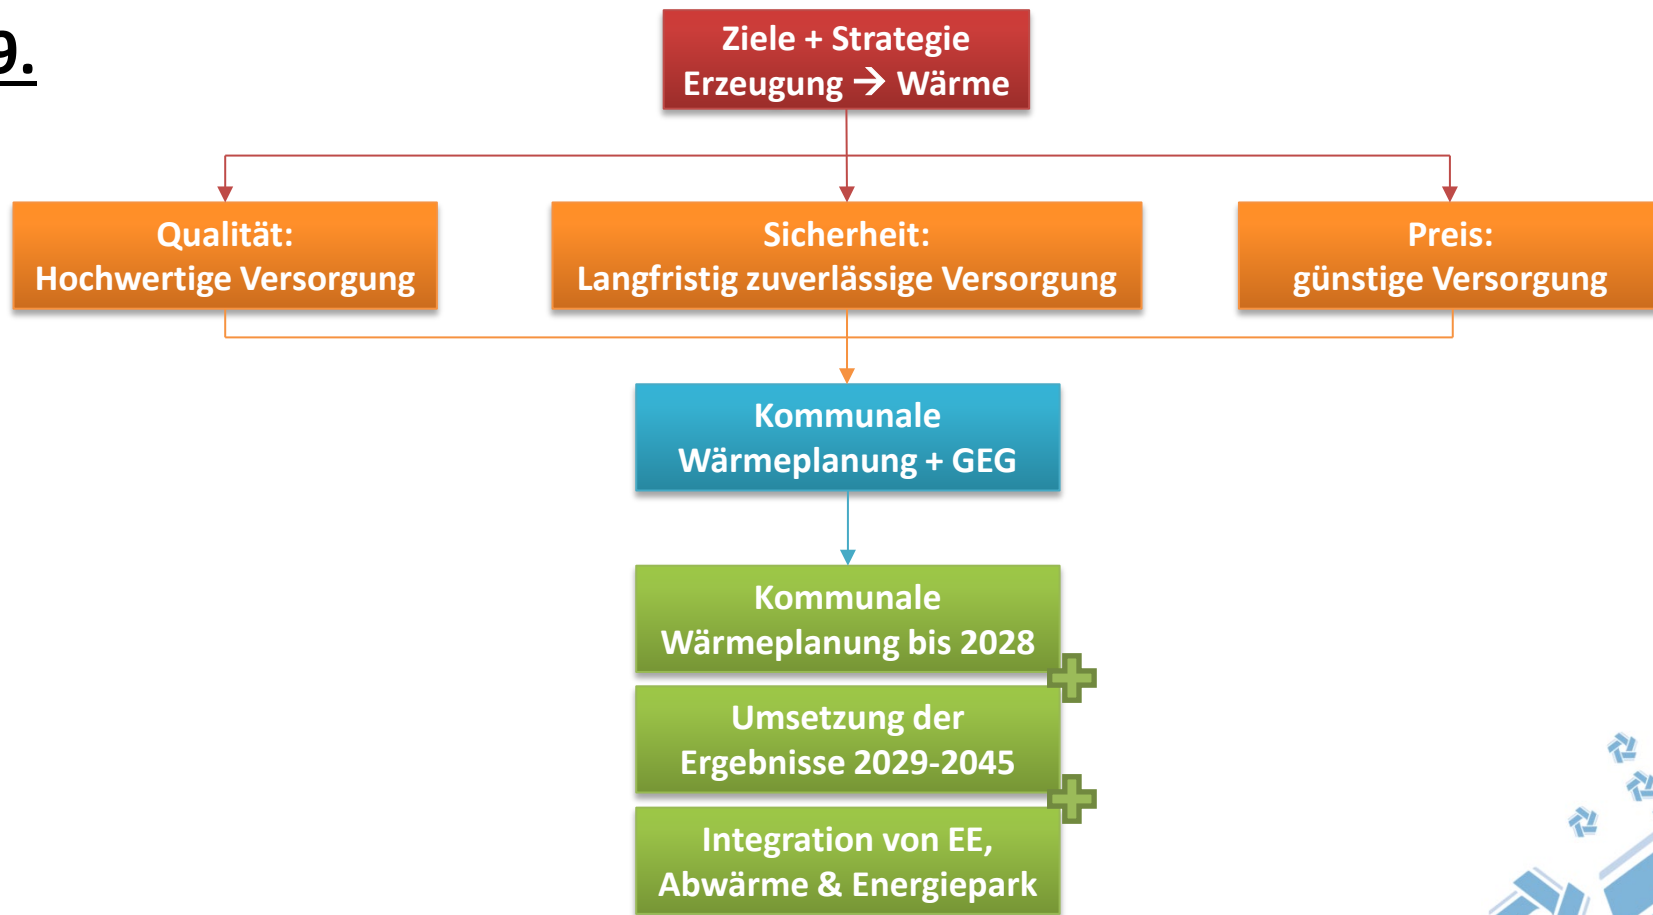 9.
Ziele + Strategie
Erzeugung → Wärme
Qualität:
Hochwertige Versorgung
Sicherheit:
Langfristig zuverlässige Versorgung
Preis:
günstige Versorgung
Kommunale
Wärmeplanung + GEG
Kommunale
Wärmeplanung bis 2028
Umsetzung der
Ergebnisse 2029-2045
Integration von EE,
Abwärme & Energiepark